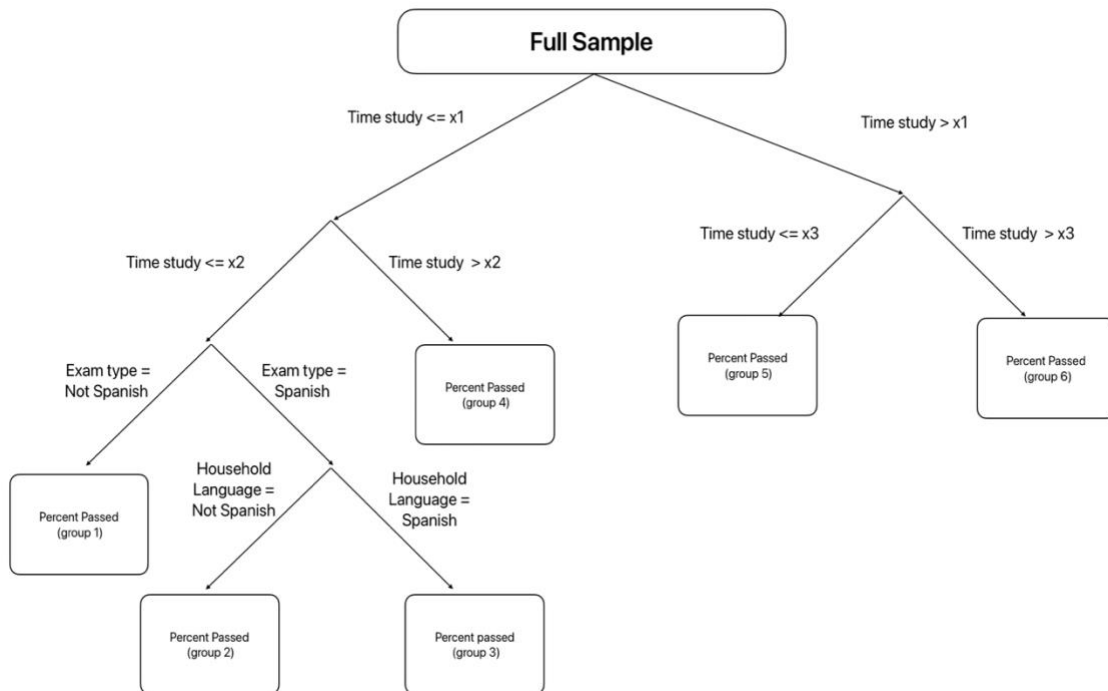 Full Sample
Time study <= x1
Time study > x1
Time study <= x3
Time study  > x3
Time study <= x2
Time study  > x2
Percent Passed
(group 5)
Percent Passed
(group 6)
Exam type =
Not Spanish
Exam type =
Spanish
Percent Passed
(group 4)
Household
Language =
Not Spanish
Household
Language =
Spanish
Percent Passed
(group 1)
Percent Passed
(group 2)
Percent passed
(group 3)